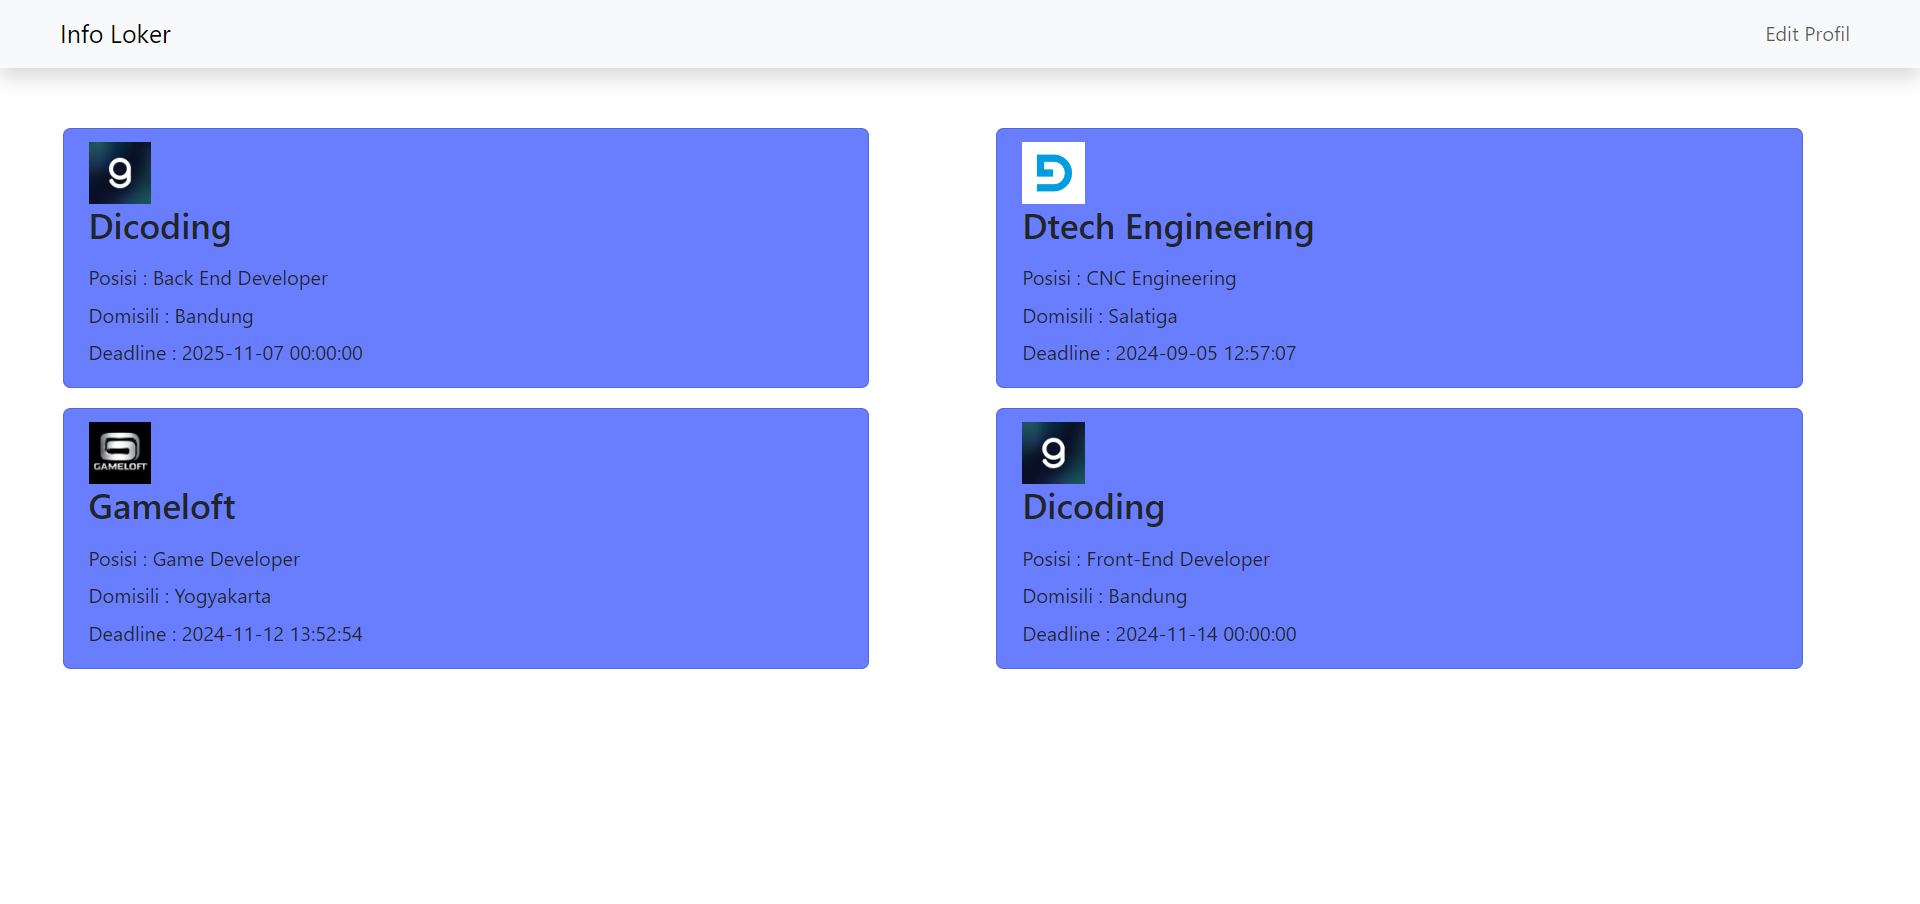 Info Loker
Edit Profil
g
Dicoding
Posisi : Back End Developer
Domisili : Bandung
Deadline : 2025-11-07 00:00:00
D
Dtech Engineering
Posisi : CNC Engineering
Domisili : Salatiga
Deadline : 2024-09-05 12:57:07
G
GAMELOFT
Gameloft
Posisi : Game Developer
Domisili : Yogyakarta
Deadline : 2024-11-12 13:52:54
g
Dicoding
Posisi : Front-End Developer
Domisili : Bandung
Deadline : 2024-11-14 00:00:00